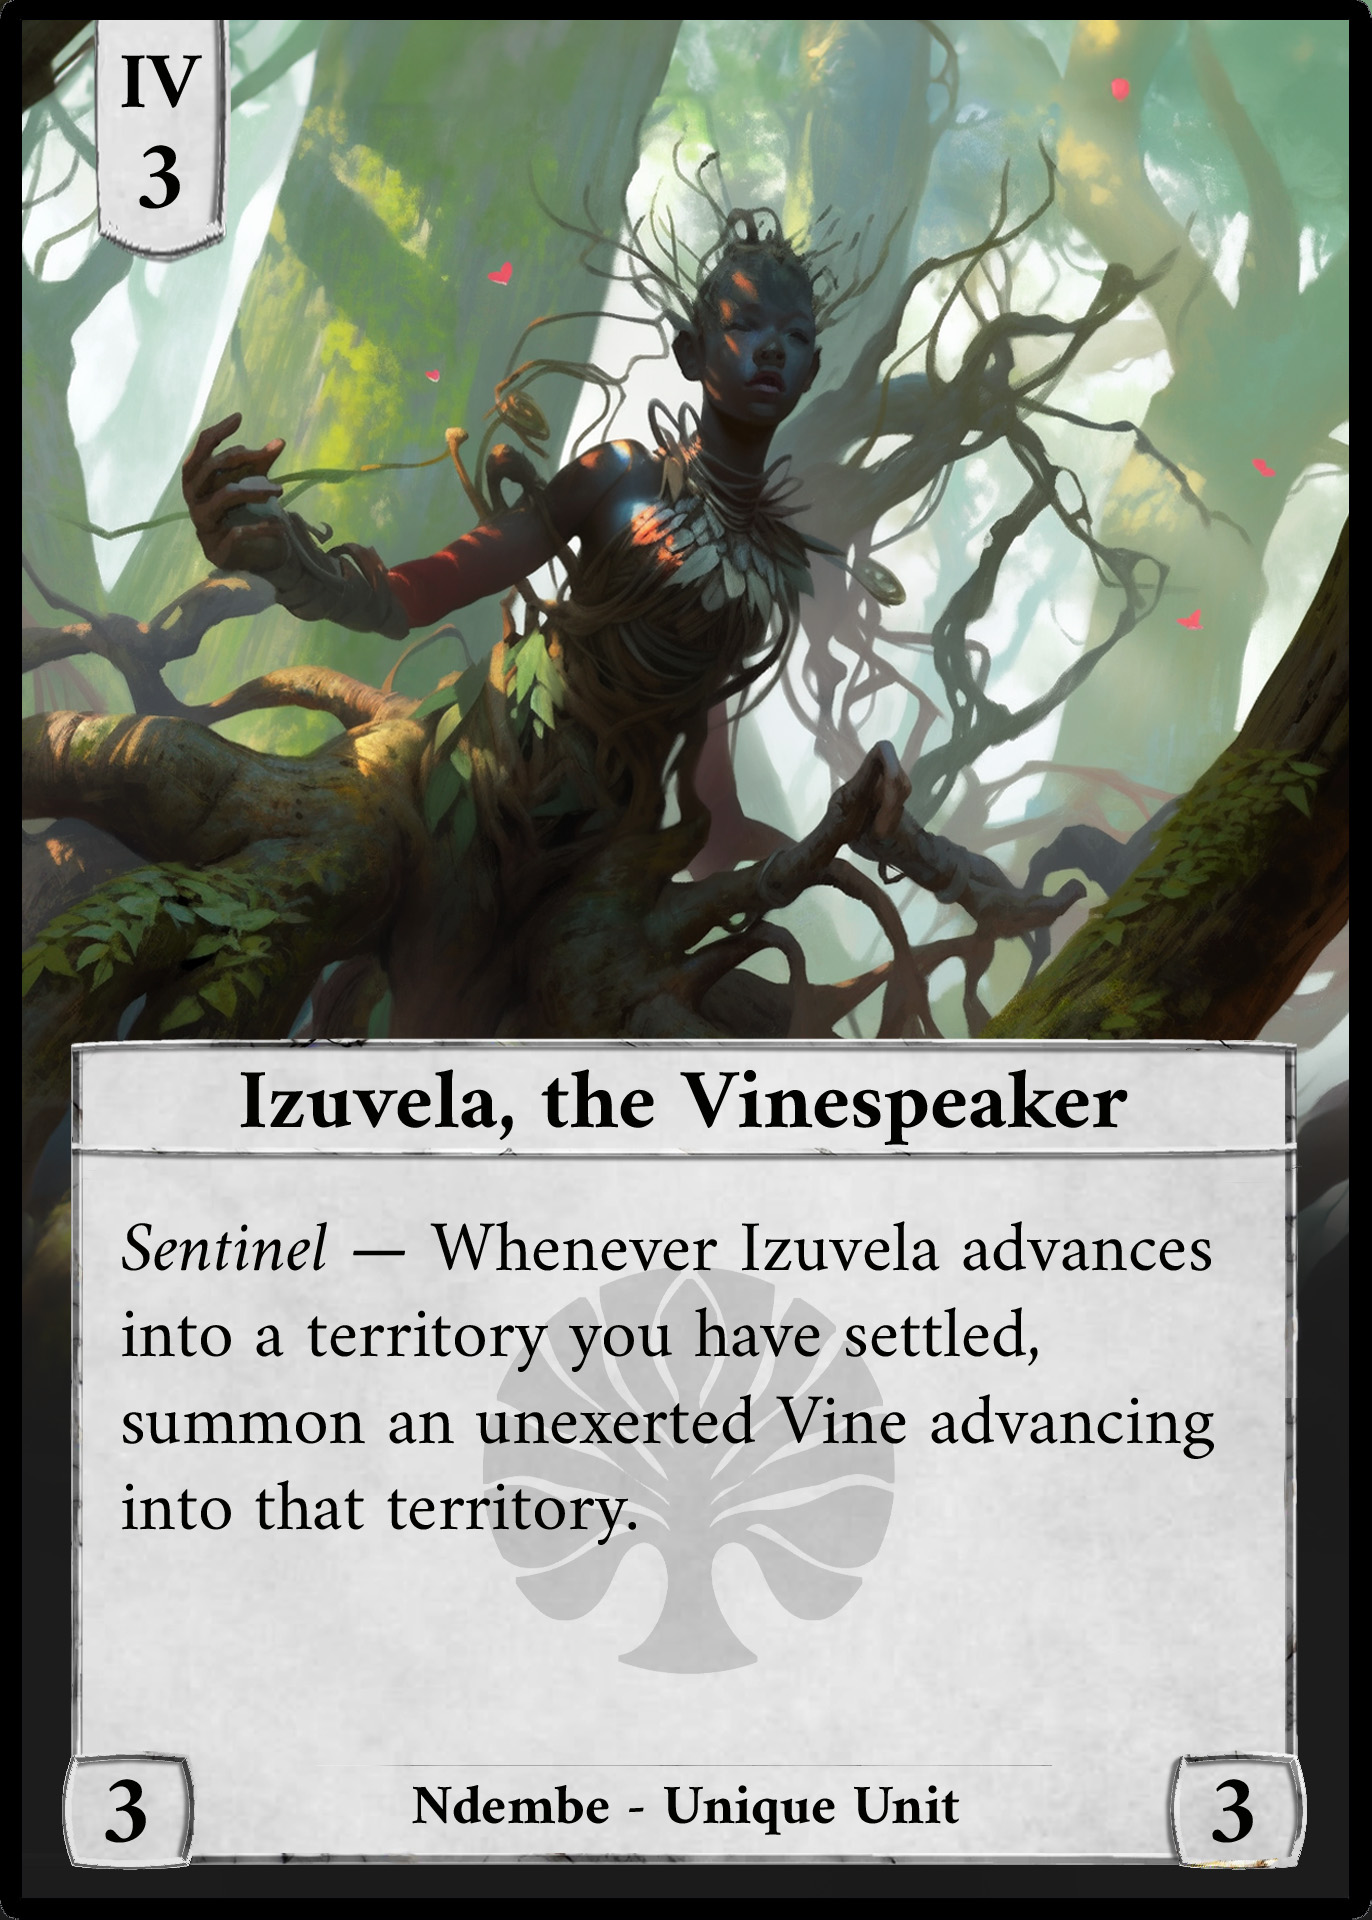 IV
3
Izuvela, the Vinespeaker
Sentinel — Whenever Izuvela advances
into a territory you have settled,
summon an unexerted Vine advancing
into that territory.
3
Ndembe - Unique Unit
3